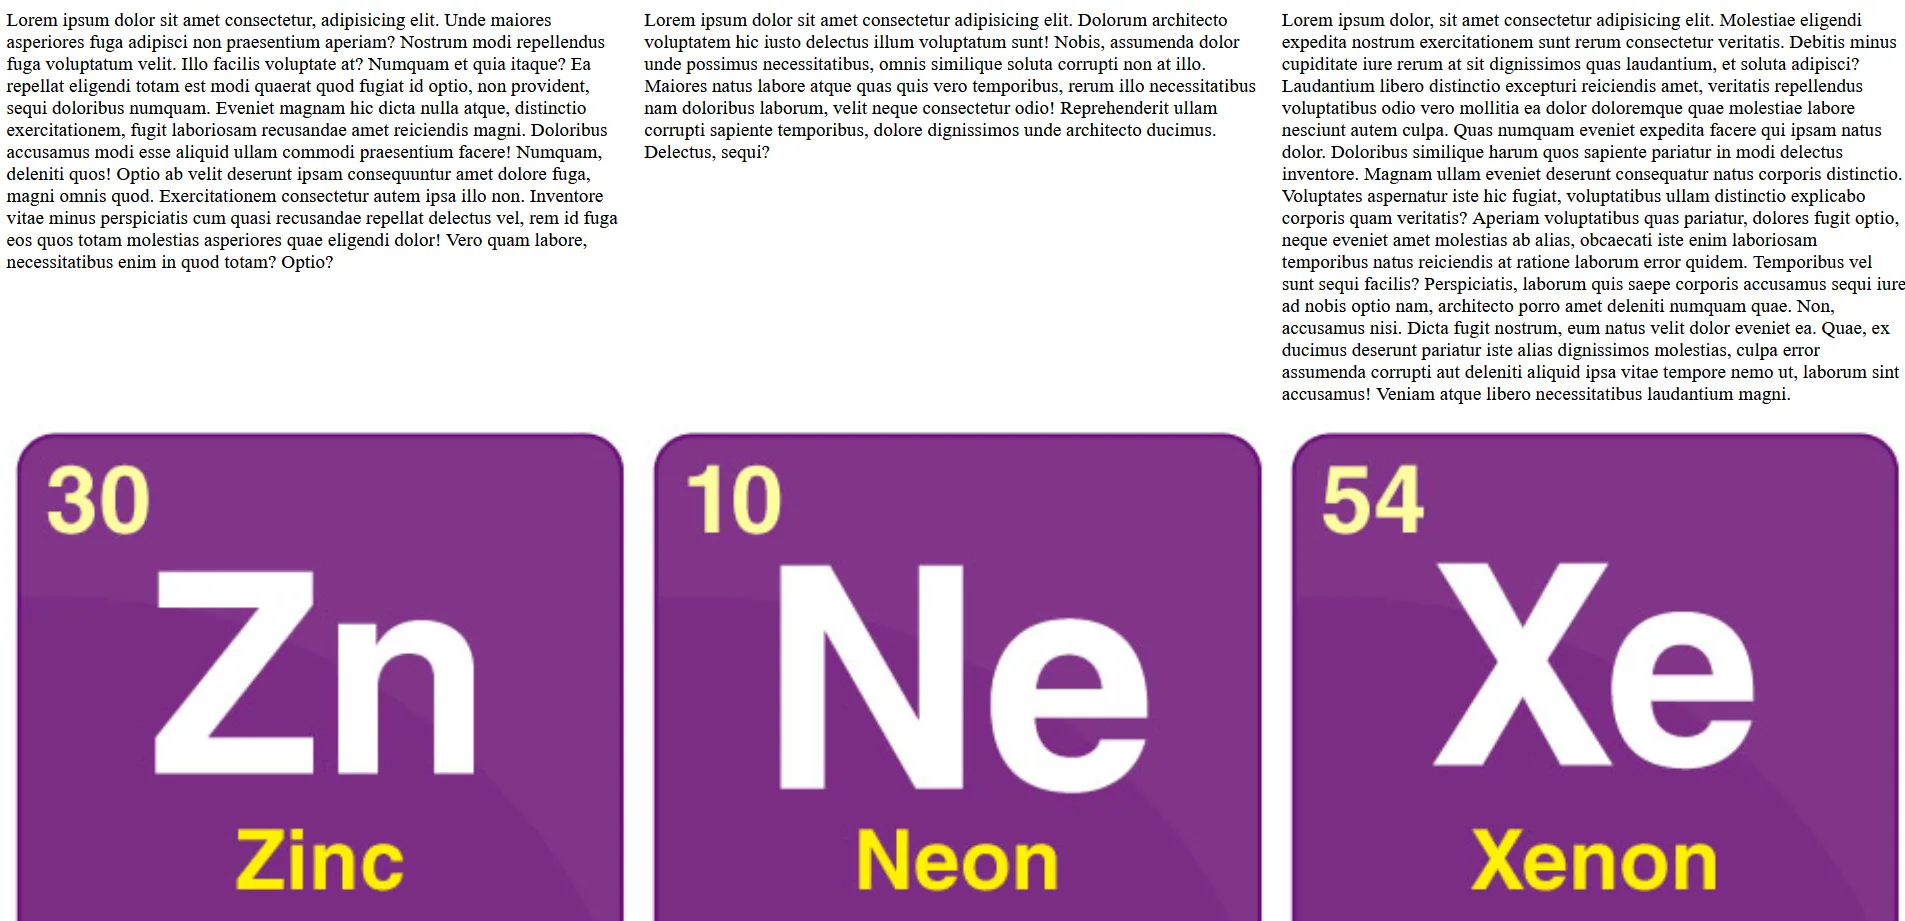 Lorem ipsum dolor sit amet consectetur, adipisicing elit. Unde maiores
asperiores fuga adipisci non praesentium aperiam? Nostrum modi repellendus
fuga voluptatum velit. Illo facilis voluptate at? Numquam et quia itaque? Ea
repellat eligendi totam est modi quaerat quod fugiat id optio, non provident,
sequi doloribus numquam. Eveniet magnam hic dicta nulla atque, distinctio
exercitationem, fugit laboriosam recusandae amet reiciendis magni. Doloribus
accusamus modi esse aliquid ullam commodi praesentium facere! Numquam,
deleniti quos! Optio ab velit deserunt ipsam consequuntur amet dolore fuga,
magni omnis quod. Exercitationem consectetur autem ipsa illo non. Inventore
vitae minus perspiciatis cum quasi recusandae repellat delectus vel, rem id fuga
eos quos totam molestias asperiores quae eligendi dolor! Vero quam labore,
necessitatibus enim in quod totam? Optio?
Lorem ipsum dolor sit amet consectetur adipisicing elit. Dolorum architecto
voluptatem hic iusto delectus illum voluptatum sunt! Nobis, assumenda dolor
unde possimus necessitatibus, omnis similique soluta corrupti non at illo.
Maiores natus labore atque quas quis vero temporibus, rerum illo necessitatibus
nam doloribus laborum, velit neque consectetur odio! Reprehenderit ullam
corrupti sapiente temporibus, dolore dignissimos unde architecto ducimus.
Delectus, sequi?
Lorem ipsum dolor, sit amet consectetur adipisicing elit. Molestiae eligendi
expedita nostrum exercitationem sunt rerum consectetur veritatis. Debitis minus
cupiditate iure rerum at sit dignissimos quas laudantium, et soluta adipisci?
Laudantium libero distinctio excepturi reiciendis amet, veritatis repellendus
voluptatibus odio vero mollitia ea dolor doloremque quae molestiae labore
nesciunt autem culpa. Quas numquam eveniet expedita facere qui ipsam natus
dolor. Doloribus similique harum quos sapiente pariatur in modi delectus
inventore. Magnam ullam eveniet deserunt consequatur natus corporis distinctio.
Voluptates aspernatur iste hic fugiat, voluptatibus ullam distinctio explicabo
corporis quam veritatis? Aperiam voluptatibus quas pariatur, dolores fugit optio,
neque eveniet amet molestias ab alias, obcaecati iste enim laboriosam
temporibus natus reiciendis at ratione laborum error quidem. Temporibus vel
sunt sequi facilis? Perspiciatis, laborum quis saepe corporis accusamus sequi iure
ad nobis optio nam, architecto porro amet deleniti numquam quae. Non,
accusamus nisi. Dicta fugit nostrum, eum natus velit dolor eveniet ea. Quae, ex
ducimus deserunt pariatur iste alias dignissimos molestias, culpa error
assumenda corrupti aut deleniti aliquid ipsa vitae tempore nemo ut, laborum sint
accusamus! Veniam atque libero necessitatibus laudantium magni.
30
Zn
Zinc
10
Ne
Neon
54
Xe
Xenon